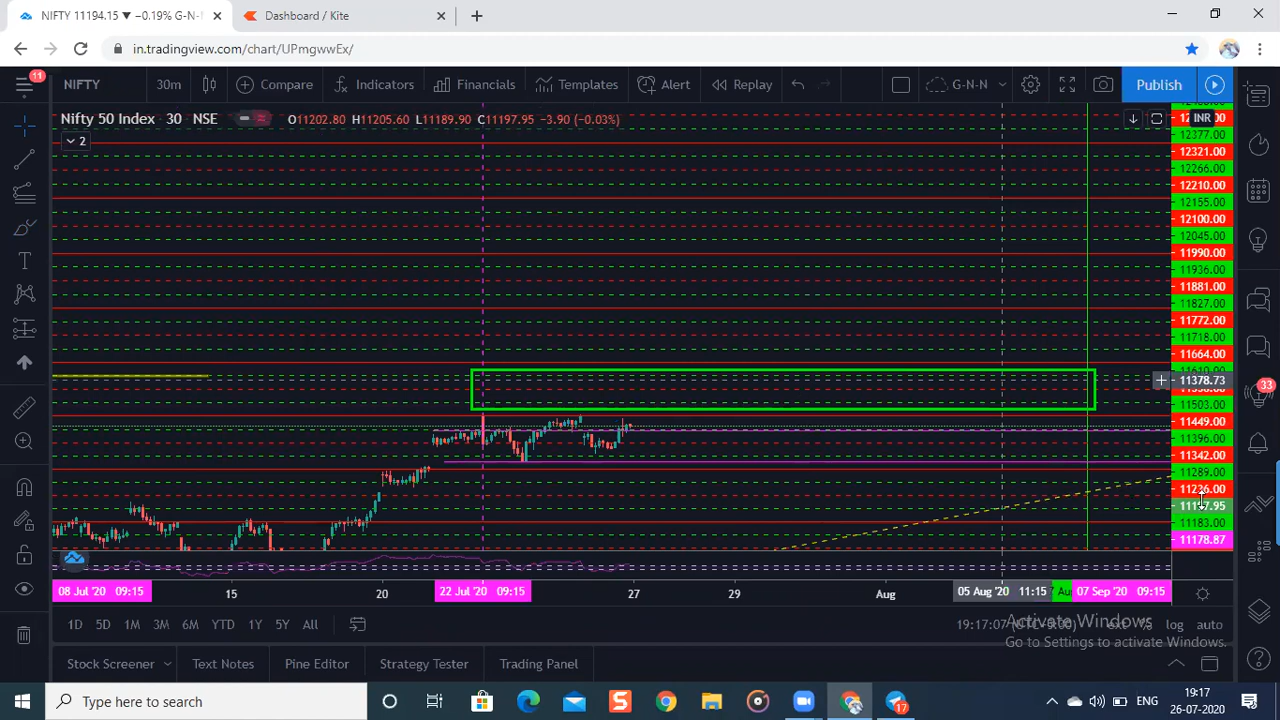 NIFTY 11194.15 ▼ −0.19% G-N-
Dashboard / Kite
in.tradingview.com/chart/UPmgwwEx/
11
NIFTY
30m
Compare
Indicators
Financials
Templates
Alert
Replay
G-N-N
Publish
Nifty 50 Index · 30 · NSE
O11202.80 H11205.60 L11189.90 C11197.95 −3.90 (−0.03%)
2
INR
12377.00
12321.00
12266.00
12210.00
12155.00
12100.00
12045.00
11990.00
11936.00
11881.00
11827.00
11772.00
11718.00
11664.00
11378.73
11503.00
11449.00
11396.00
11342.00
11289.00
11236.00
11183.00
11178.87
33
08 Jul '20 09:15
15
20
22 Jul '20 09:15
27
29
Aug
05 Aug '20 11:15
07 Sep '20 09:15
1D 5D 1M 3M 6M YTD 1Y 5Y All
19:17:07
% log auto
Activate Windows
Go to Settings to activate Windows.
Stock Screener
Text Notes
Pine Editor
Strategy Tester
Trading Panel
Type here to search
S
17
ENG
19:17
26-07-2020